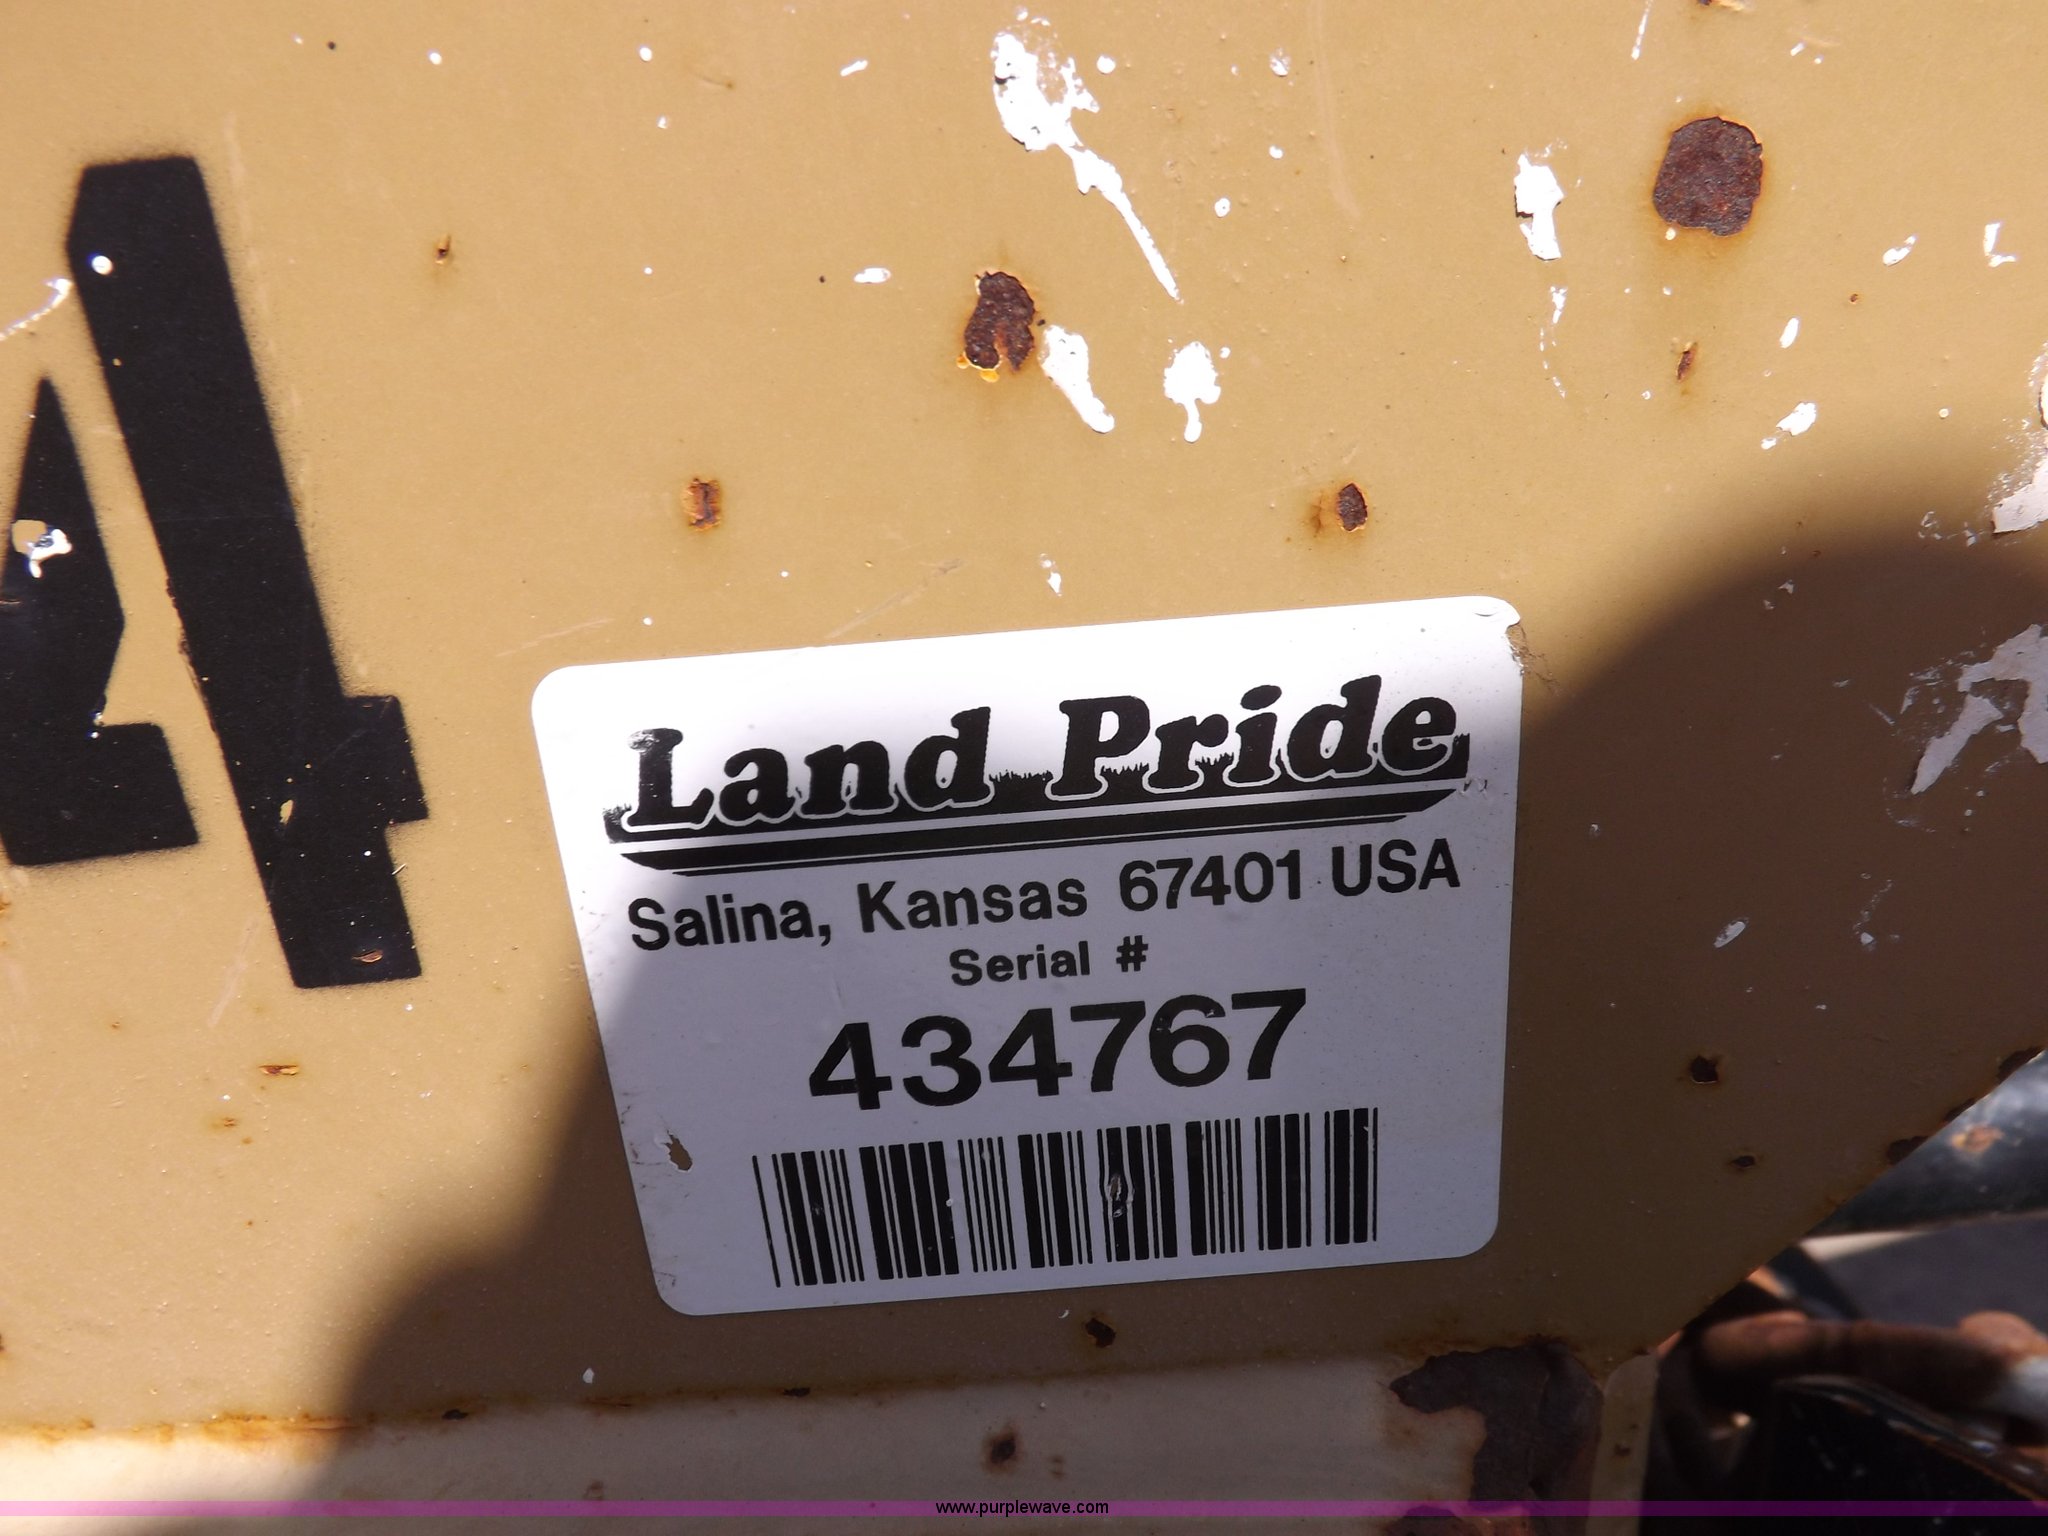 4
Land Pride
Salina, Kansas 67401 USA
Serial #
434767
www.purplewave.com